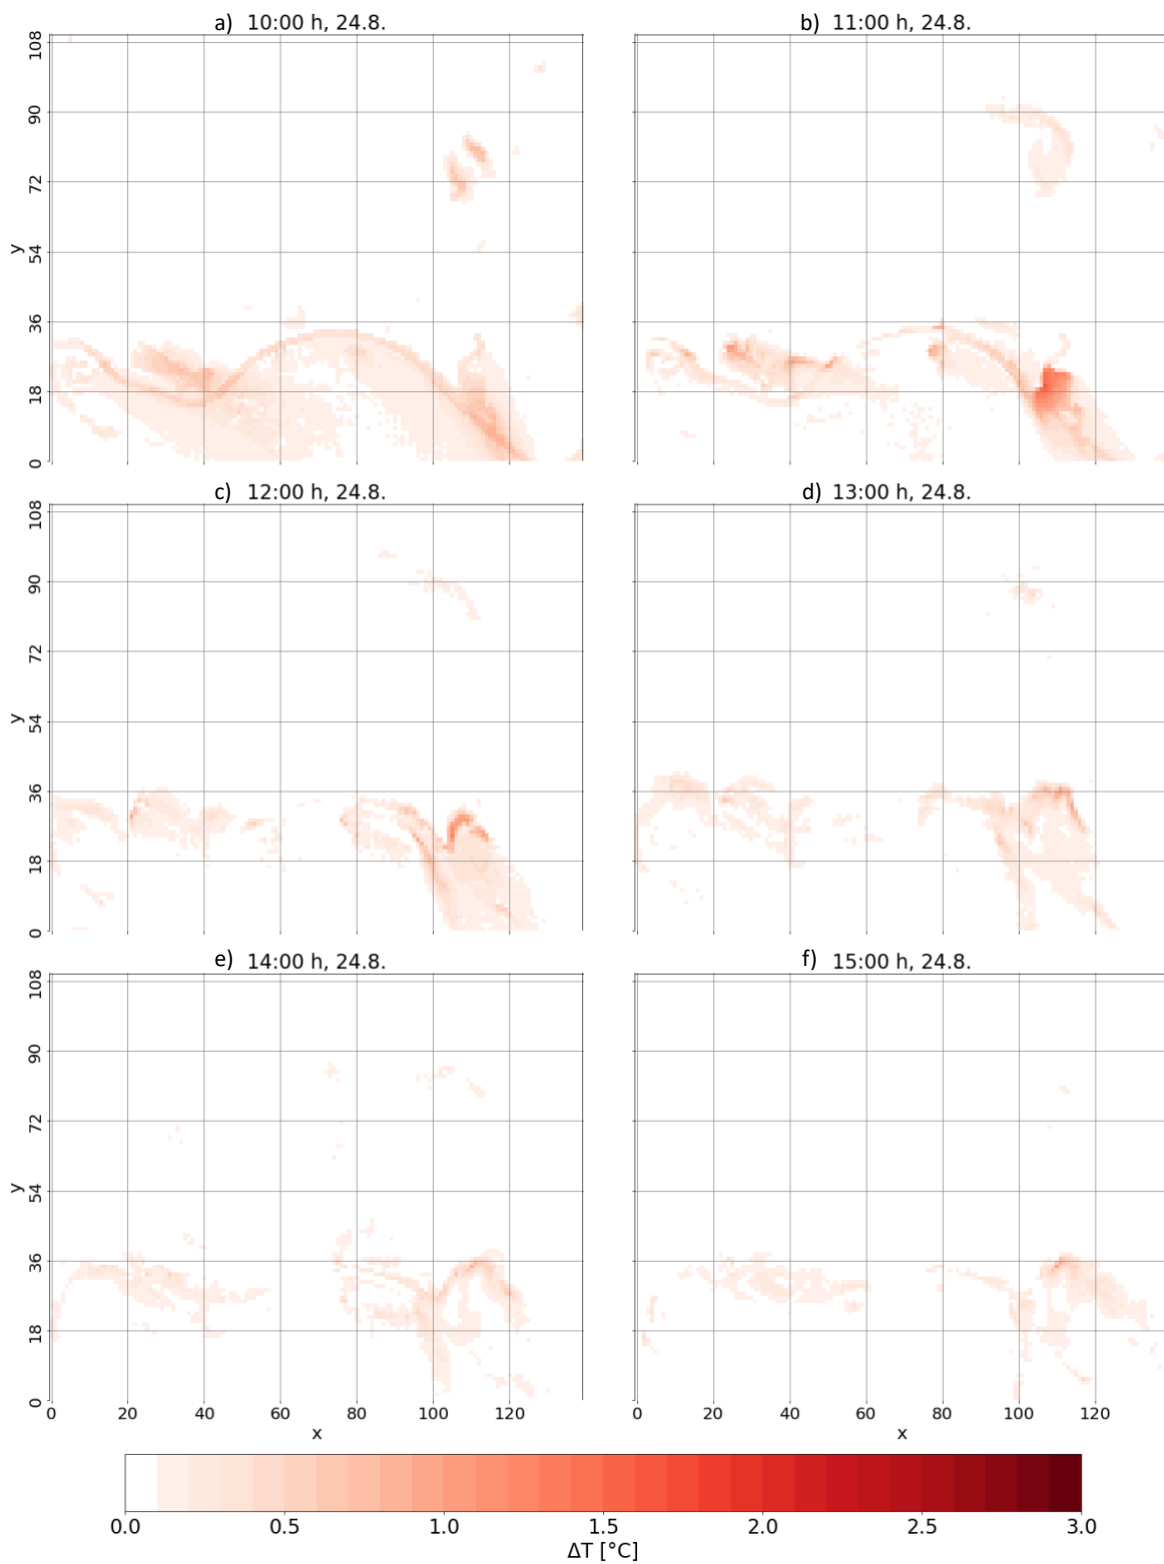 a) 10:00 h, 24.8.
b) 11:00 h, 24.8.
108
90
72
54
36
18
0
y
c) 12:00 h, 24.8.
d) 13:00 h, 24.8.
108
90
72
54
36
18
0
y
e) 14:00 h, 24.8.
f) 15:00 h, 24.8.
108
90
72
54
36
18
0
y
0 20 40 60 80 100 120
x
0 20 40 60 80 100 120
x
0.0 0.5 1.0 1.5 2.0 2.5 3.0
ΔT [°C]